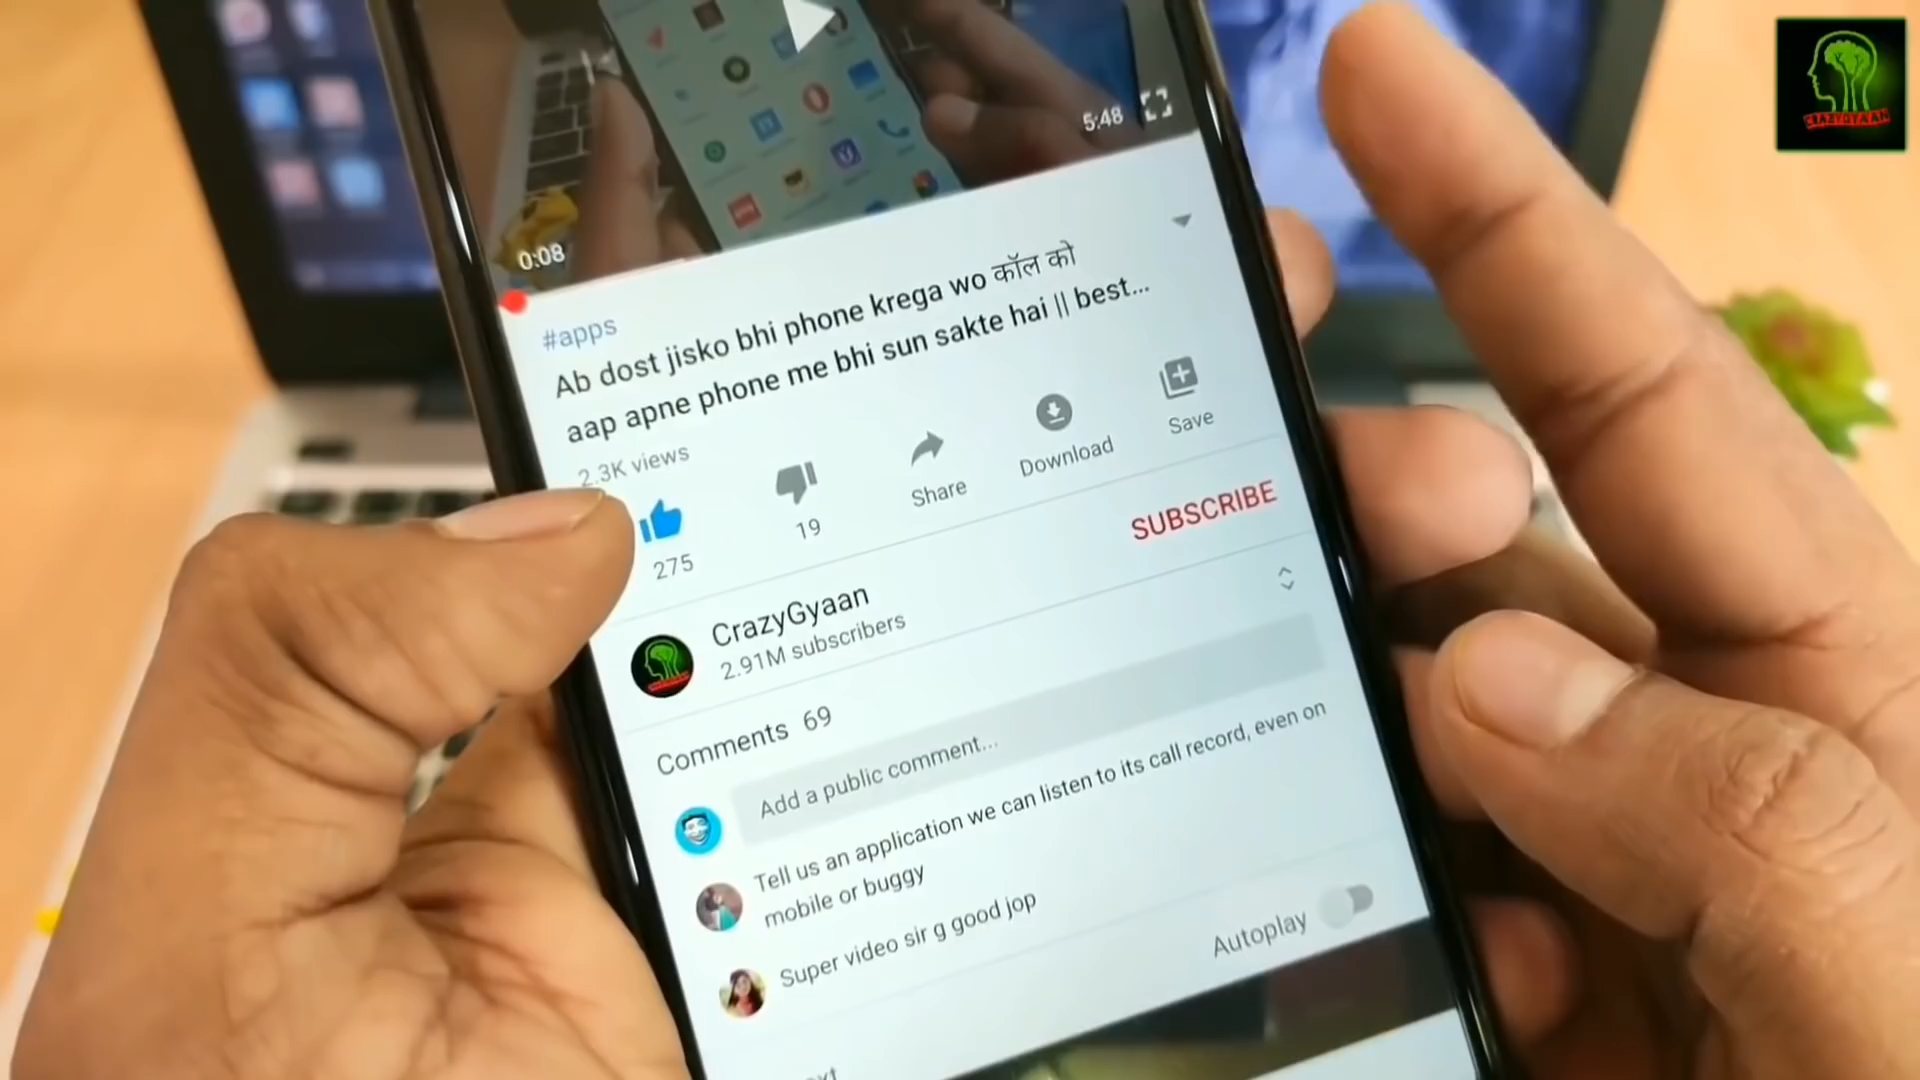 CRAZYGYAAN
5:48
0:08
#apps
Ab dost jisko bhi phone krega wo कॉल को
aap apne phone me bhi sun sakte hai || best...
2.3K views
275
19
Share
Download
Save
CrazyGyaan
2.91M subscribers
SUBSCRIBE
Comments 69
Add a public comment...
Tell us an application we can listen to its call record, even on
mobile or buggy
Super video sir g good jop
Autoplay